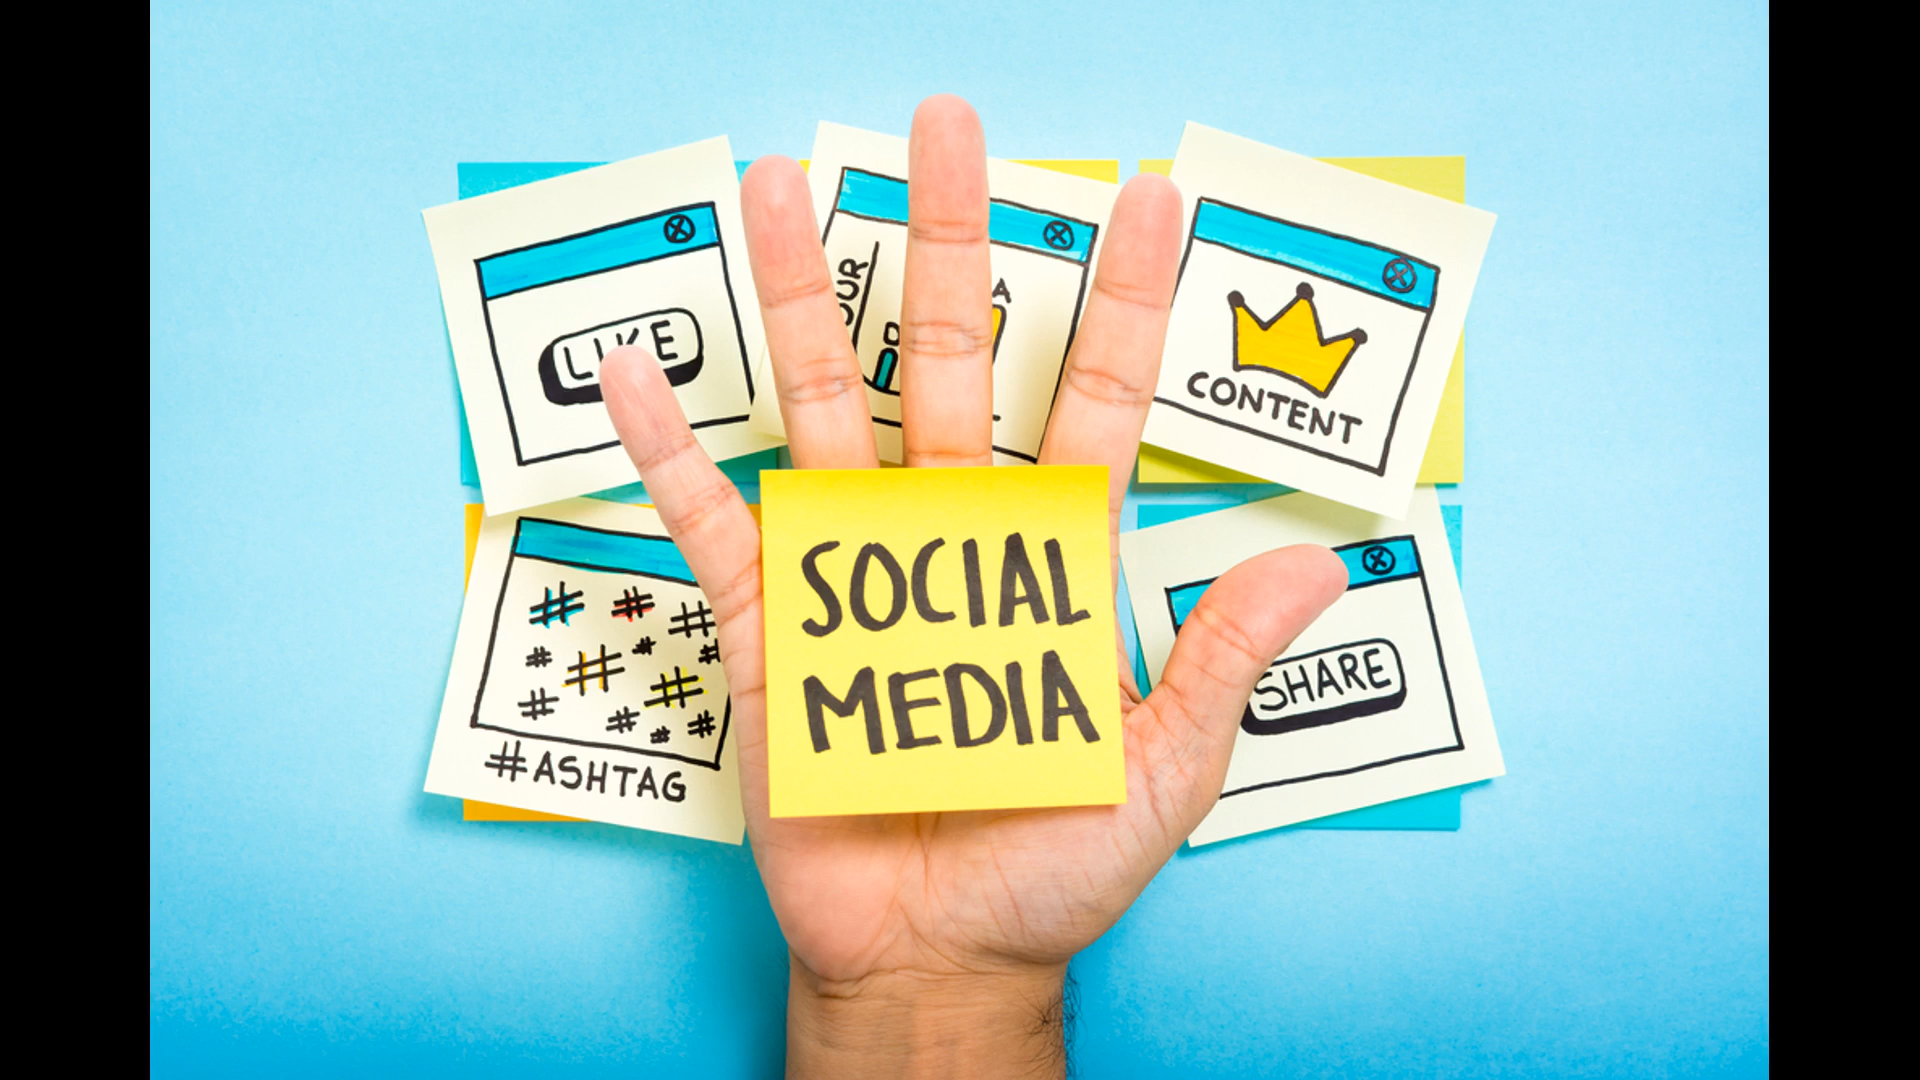 LIKE
CONTENT
SOCIAL
MEDIA
SHARE
# # #
# # # #
# # #
# # #
#ASHTAG